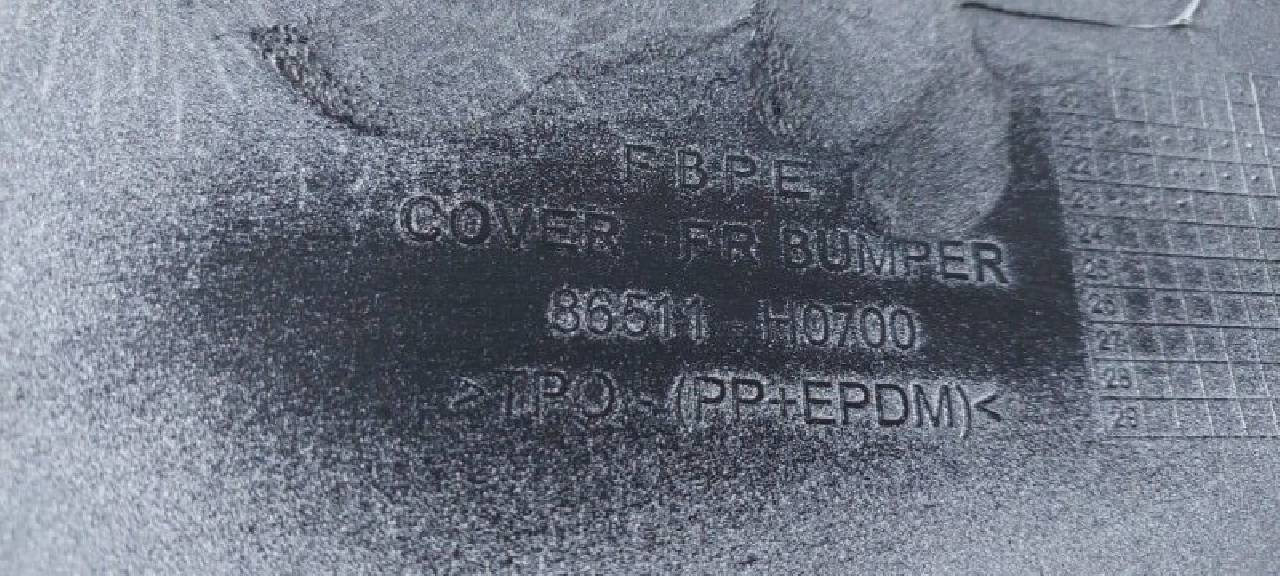 FBPE
COVER - FR BUMPER
86511 - H0700
>TPO - (PP+EPDM)<